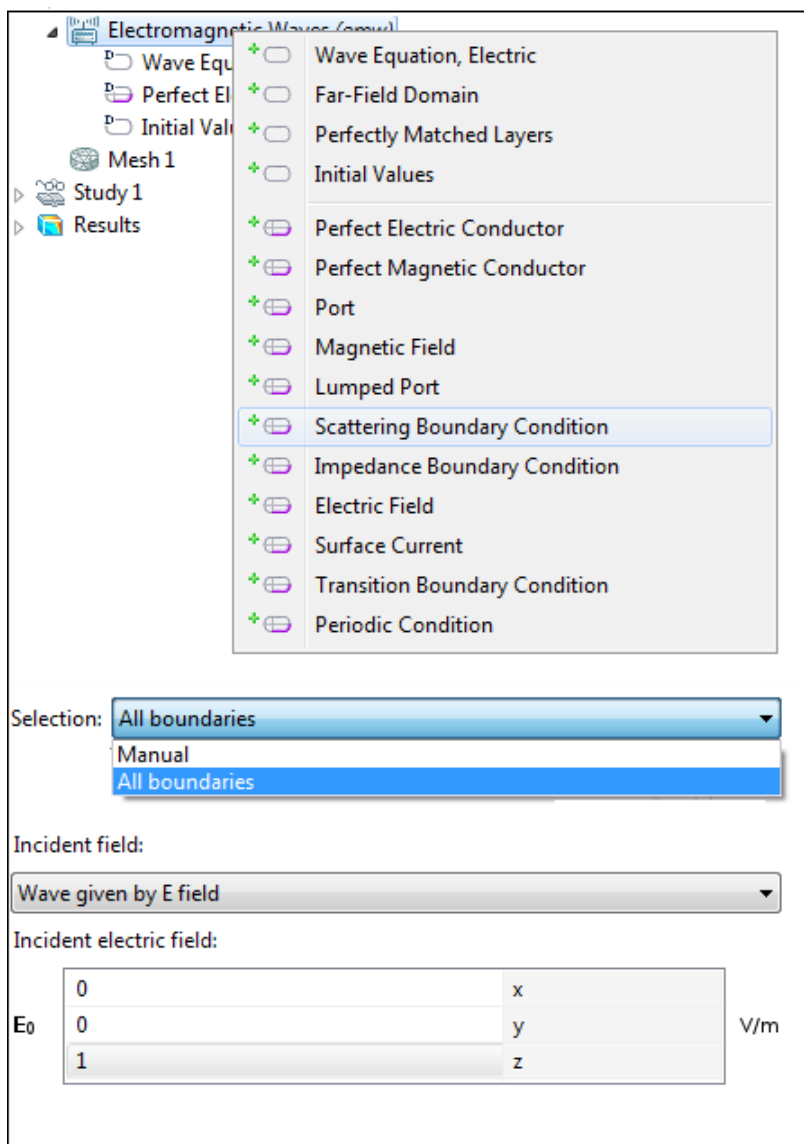 Electromagnetic Waves (emw)
Wave Equ
Perfect El
Initial Valu
Mesh 1
Study 1
Results
Wave Equation, Electric
Far-Field Domain
Perfectly Matched Layers
Initial Values
Perfect Electric Conductor
Perfect Magnetic Conductor
Port
Magnetic Field
Lumped Port
Scattering Boundary Condition
Impedance Boundary Condition
Electric Field
Surface Current
Transition Boundary Condition
Periodic Condition
Selection: All boundaries
Manual
All boundaries
Incident field:
Wave given by E field
Incident electric field:
0 x
E0 0 y V/m
1 z